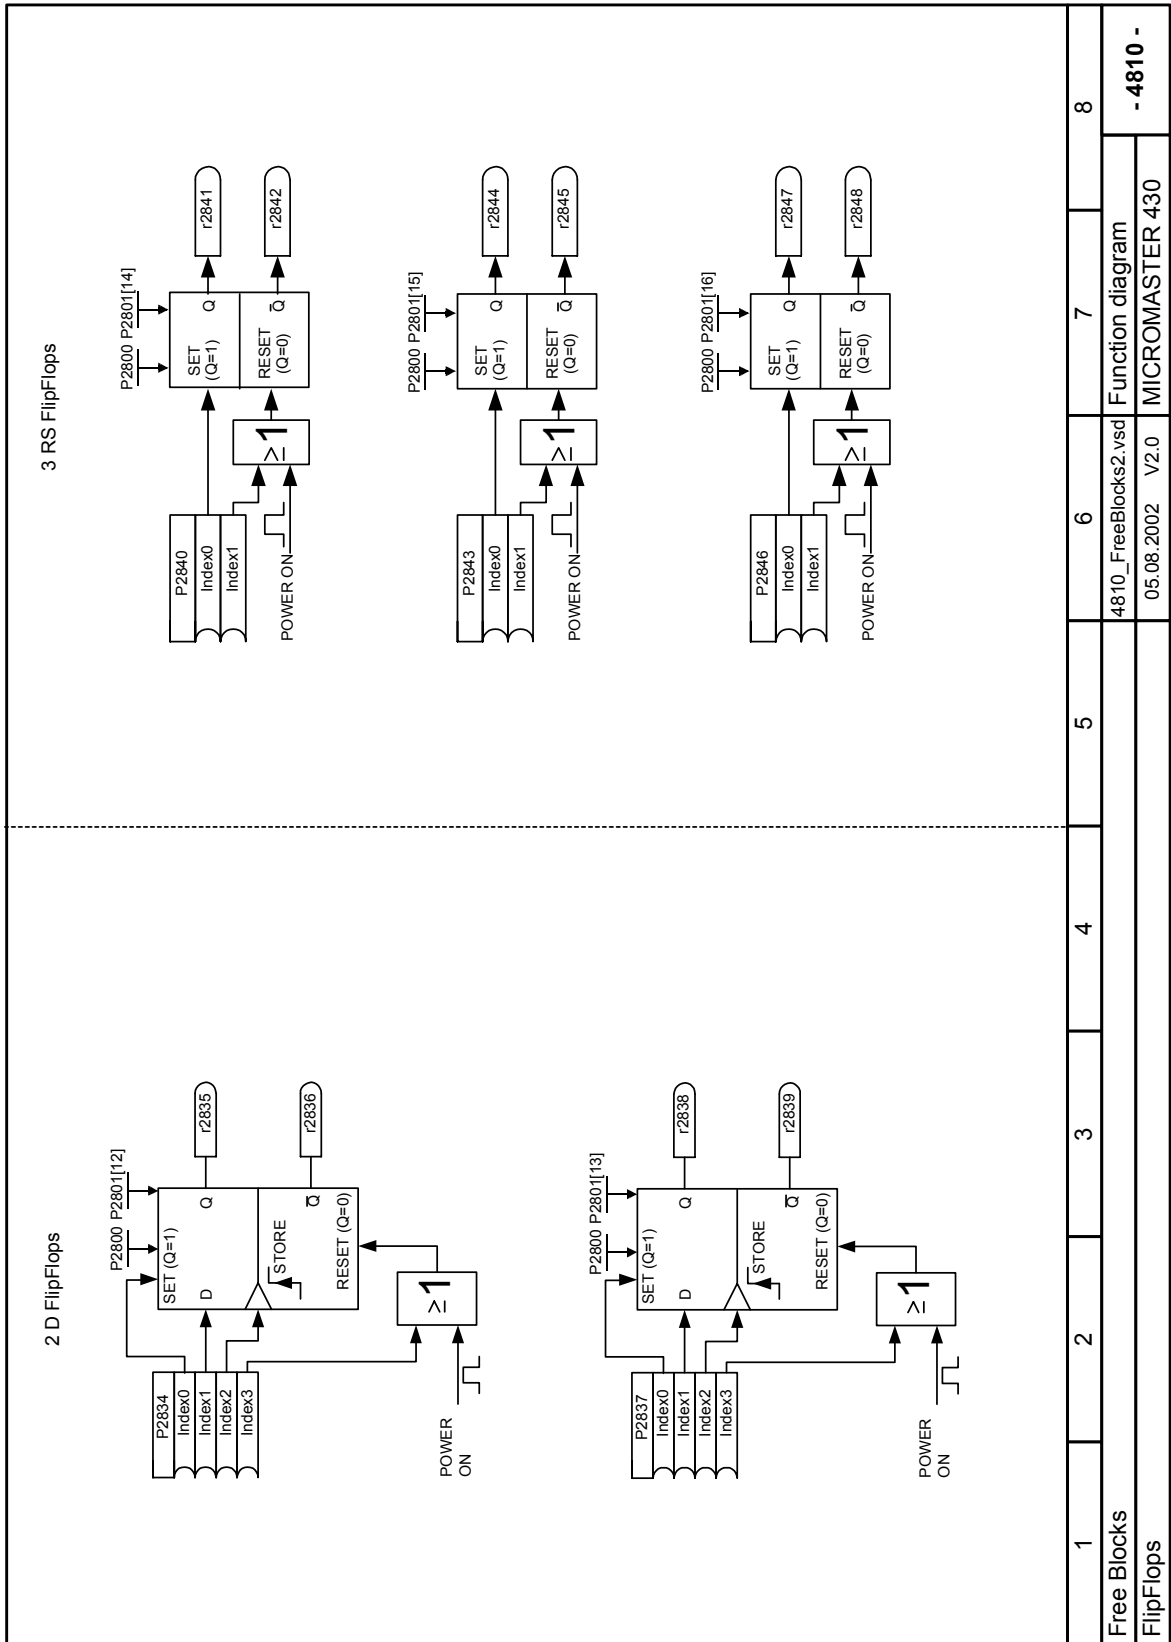 2 D FlipFlops
P2800 P2801[12]
P2834
Index0
Index1
Index2
Index3
SET (Q=1)
D
Q
STORE
Q
RESET (Q=0)
r2835
r2836
≥1
POWER
ON
P2800 P2801[13]
P2837
Index0
Index1
Index2
Index3
SET (Q=1)
D
Q
STORE
Q
RESET (Q=0)
r2838
r2839
≥1
POWER
ON
3 RS FlipFlops
P2800 P2801[14]
P2840
Index0
Index1
SET
(Q=1)
Q
RESET
(Q=0)
Q
r2841
r2842
≥1
POWER ON
P2800 P2801[15]
P2843
Index0
Index1
SET
(Q=1)
Q
RESET
(Q=0)
Q
r2844
r2845
≥1
POWER ON
P2800 P2801[16]
P2846
Index0
Index1
SET
(Q=1)
Q
RESET
(Q=0)
Q
r2847
r2848
≥1
POWER ON
1 2 3 4 5 6 7 8
Free Blocks 4810_FreeBlocks2.vsd Function diagram
FlipFlops 05.08.2002 V2.0 MICROMASTER 430
- 4810 -